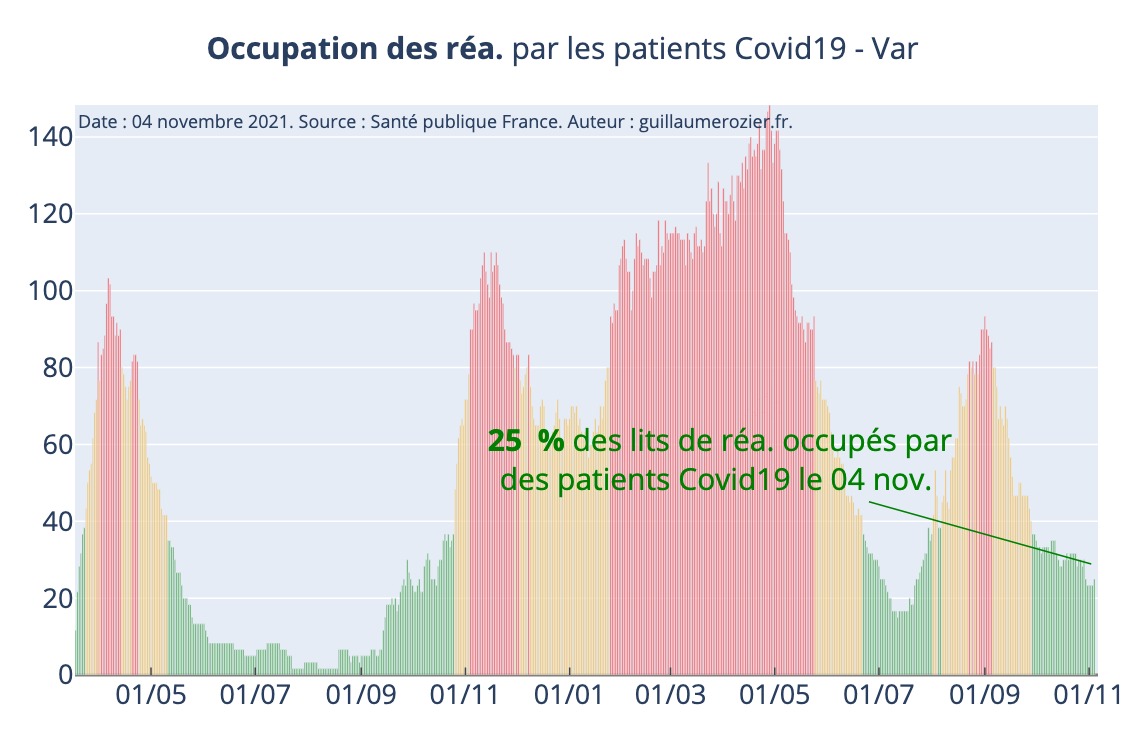 Occupation des réa. par les patients Covid19 - Var
Date : 04 novembre 2021. Source : Santé publique France. Auteur : guillaumerozier.fr.
140
120
100
80
60
40
20
0
25 % des lits de réa. occupés par
des patients Covid19 le 04 nov.
01/05 01/07 01/09 01/11 01/01 01/03 01/05 01/07 01/09 01/11